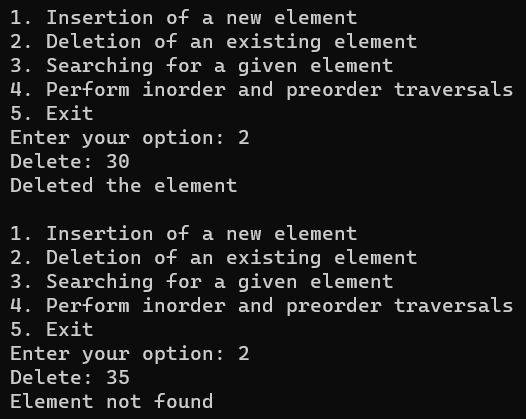 1. Insertion of a new element
2. Deletion of an existing element
3. Searching for a given element
4. Perform inorder and preorder traversals
5. Exit
Enter your option: 2
Delete: 30
Deleted the element
1. Insertion of a new element
2. Deletion of an existing element
3. Searching for a given element
4. Perform inorder and preorder traversals
5. Exit
Enter your option: 2
Delete: 35
Element not found